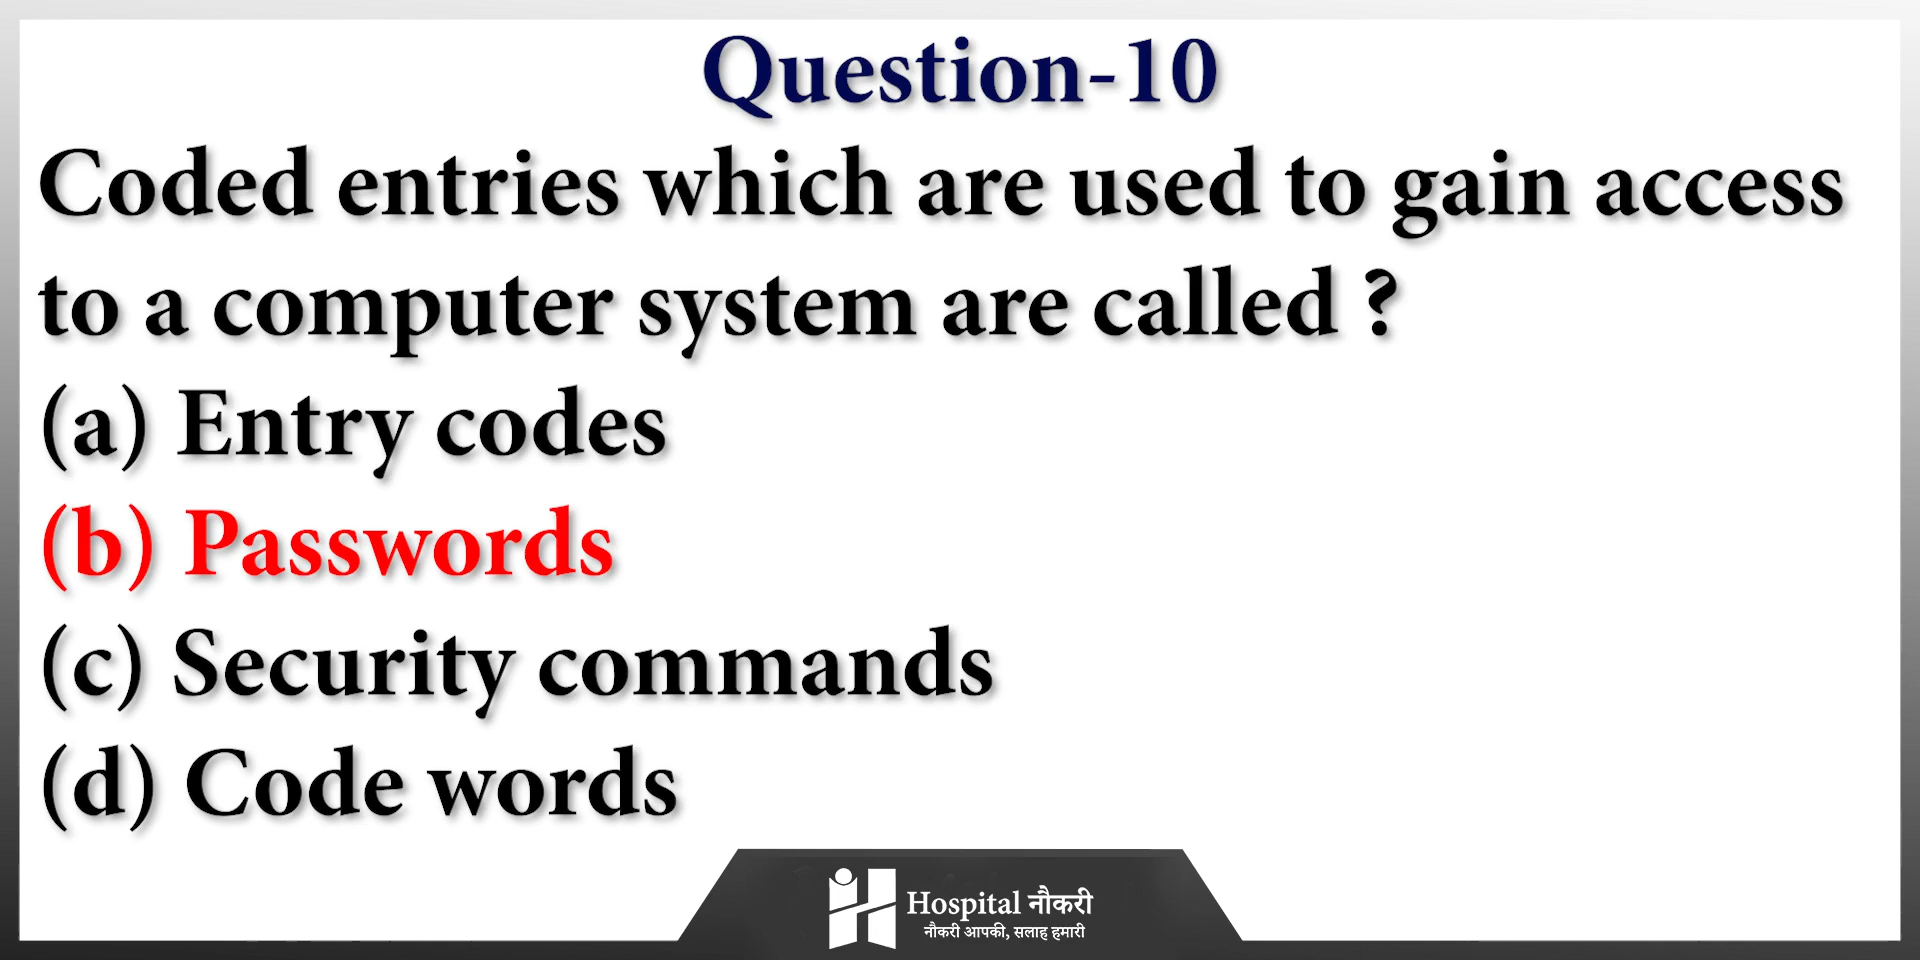 Question-10
Coded entries which are used to gain access
to a computer system are called ?
(a) Entry codes
(b) Passwords
(c) Security commands
(d) Code words
Hospital नौकरी
नौकरी आपकी, सलाह हमारी